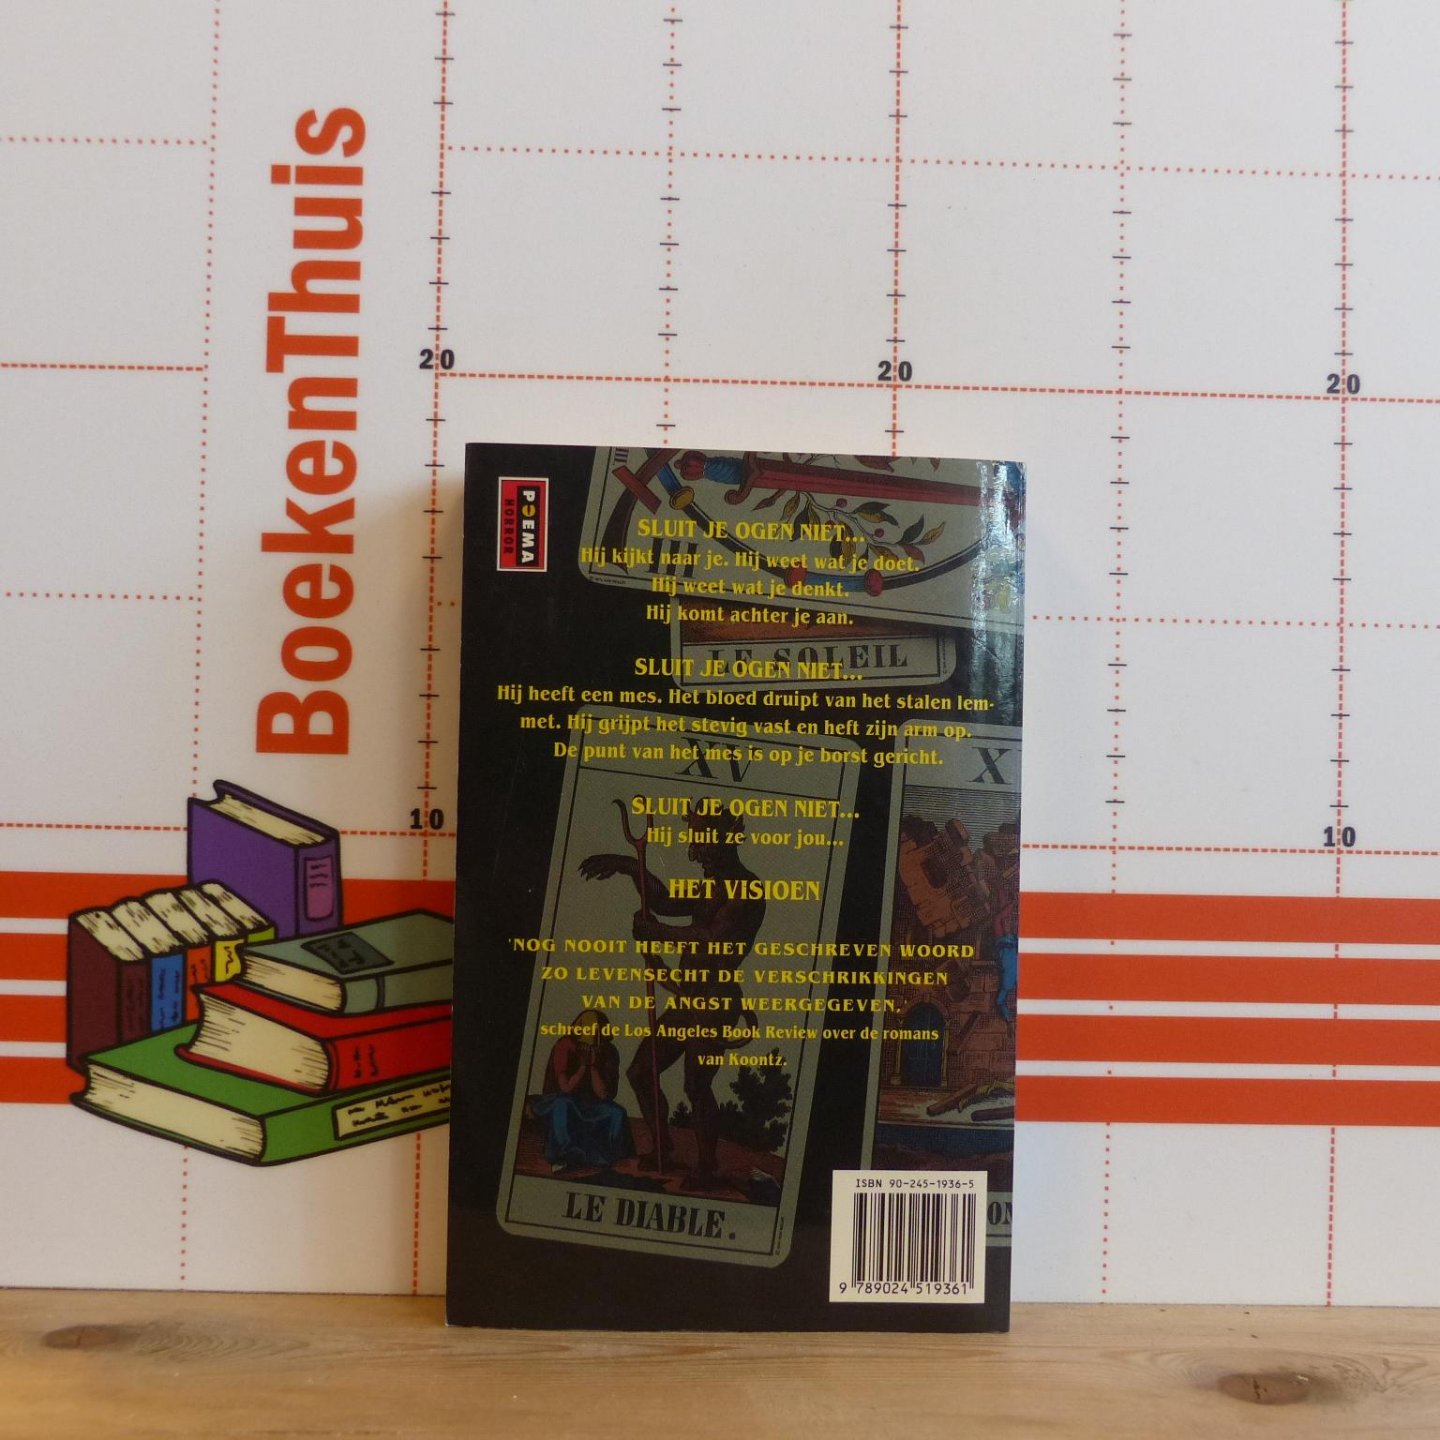 BoekenThuis
20
20
20
10
10
POEMA
HORROR
SLUIT JE OGEN NIET...
Hij kijkt naar je. Hij weet wat je doet.
Hij weet wat je denkt.
Hij komt achter je aan.
SLUIT JE OGEN NIET...
Hij heeft een mes. Het bloed druipt van het stalen lem-
met. Hij grijpt het stevig vast en heft zijn arm op.
De punt van het mes is op je borst gericht.
SLUIT JE OGEN NIET...
Hij sluit ze voor jou...
HET VISIOEN
'NOG NOOIT HEEFT HET GESCHREVEN WOORD
ZO LEVENSECHT DE VERSCHRIKKINGEN
VAN DE ANGST WEERGEGEVEN.'
schreef de Los Angeles Book Review over de romans
van Koontz.
III
LE SOLEIL
XV
X
LE DIABLE.
ON
ISBN 90-245-1936-5
9 789024 519361